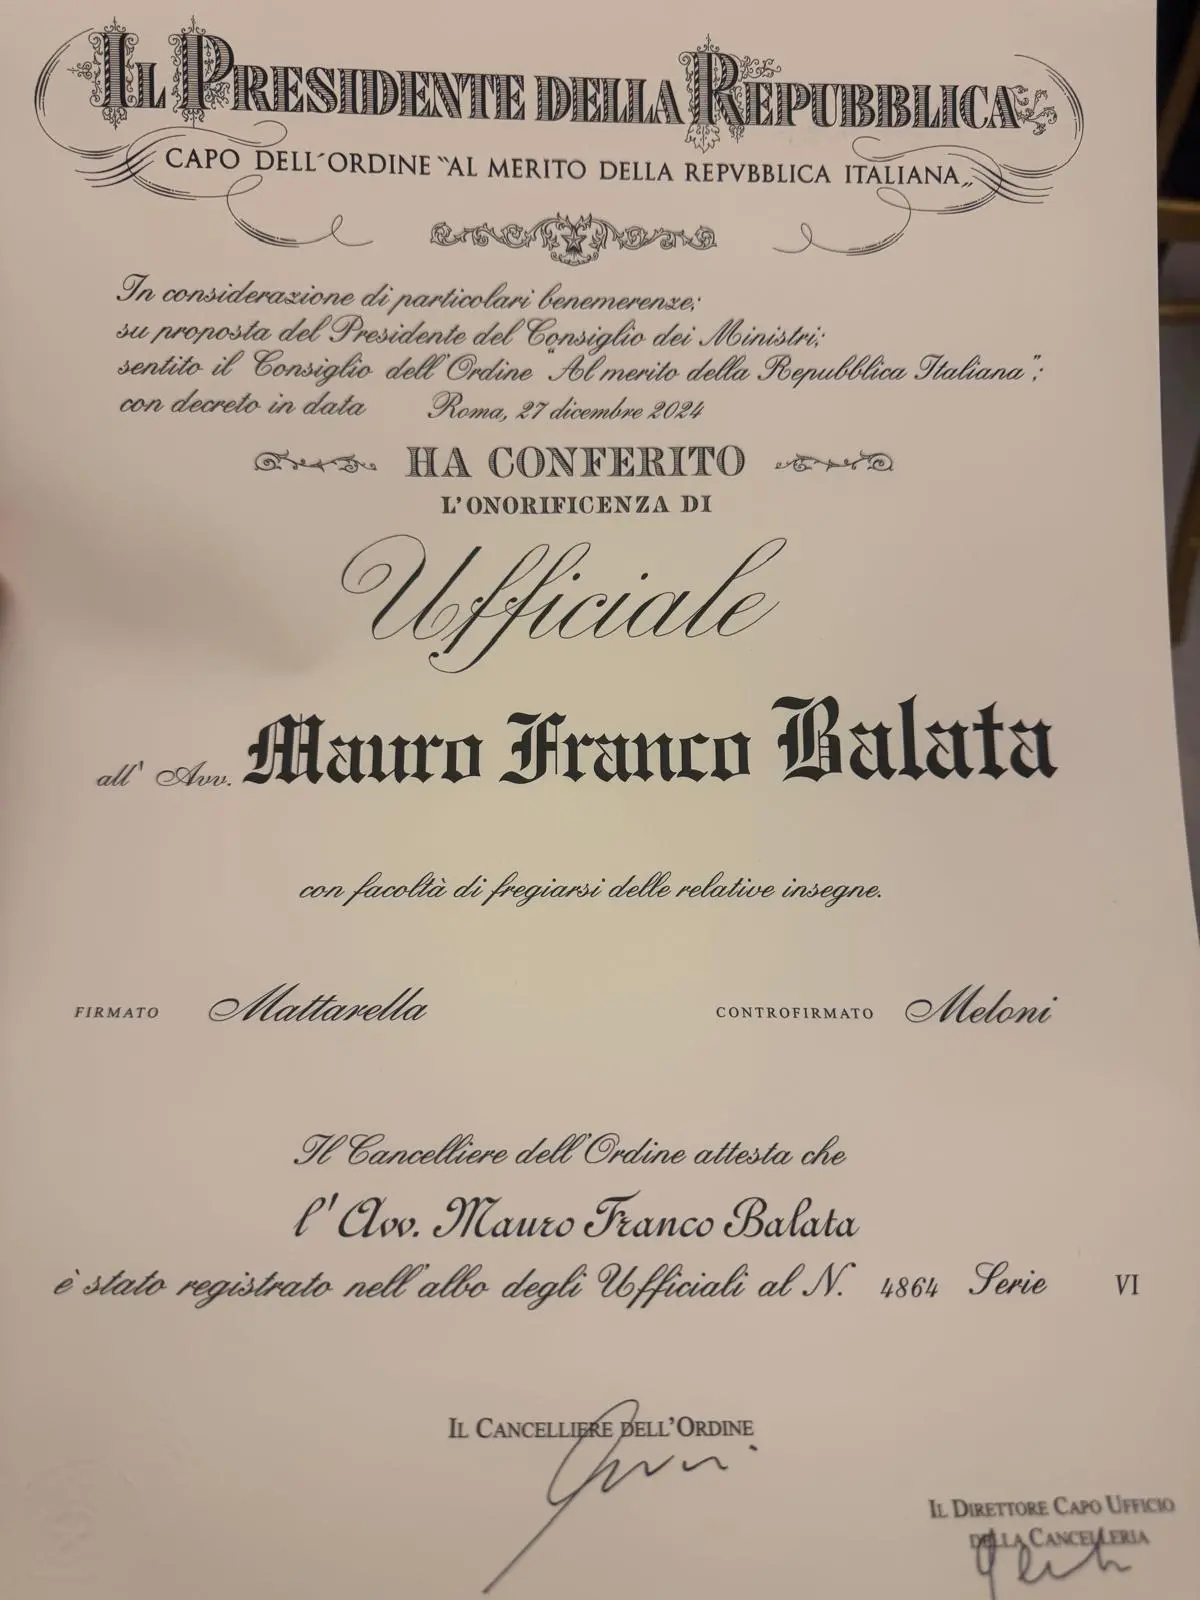 IL PRESIDENTE DELLA REPUBBLICA
CAPO DELL'ORDINE "AL MERITO DELLA REPVBBLICA ITALIANA„
In considerazione di particolari benemerenze;
su proposta del Presidente del Consiglio dei Ministri;
sentito il Consiglio dell'Ordine "Al merito della Repubblica Italiana";
con decreto in data Roma, 27 dicembre 2024
HA CONFERITO
L'ONORIFICENZA DI
Ufficiale
all' Avv. Mauro Franco Balata
con facoltà di fregiarsi delle relative insegne.
FIRMATO Mattarella CONTROFIRMATO Meloni
Il Cancelliere dell'Ordine attesta che
l' Avv. Mauro Franco Balata
è stato registrato nell'albo degli Ufficiali al N. 4864 Serie VI
IL CANCELLIERE DELL'ORDINE
IL DIRETTORE CAPO UFFICIO
DELLA CANCELLERIA